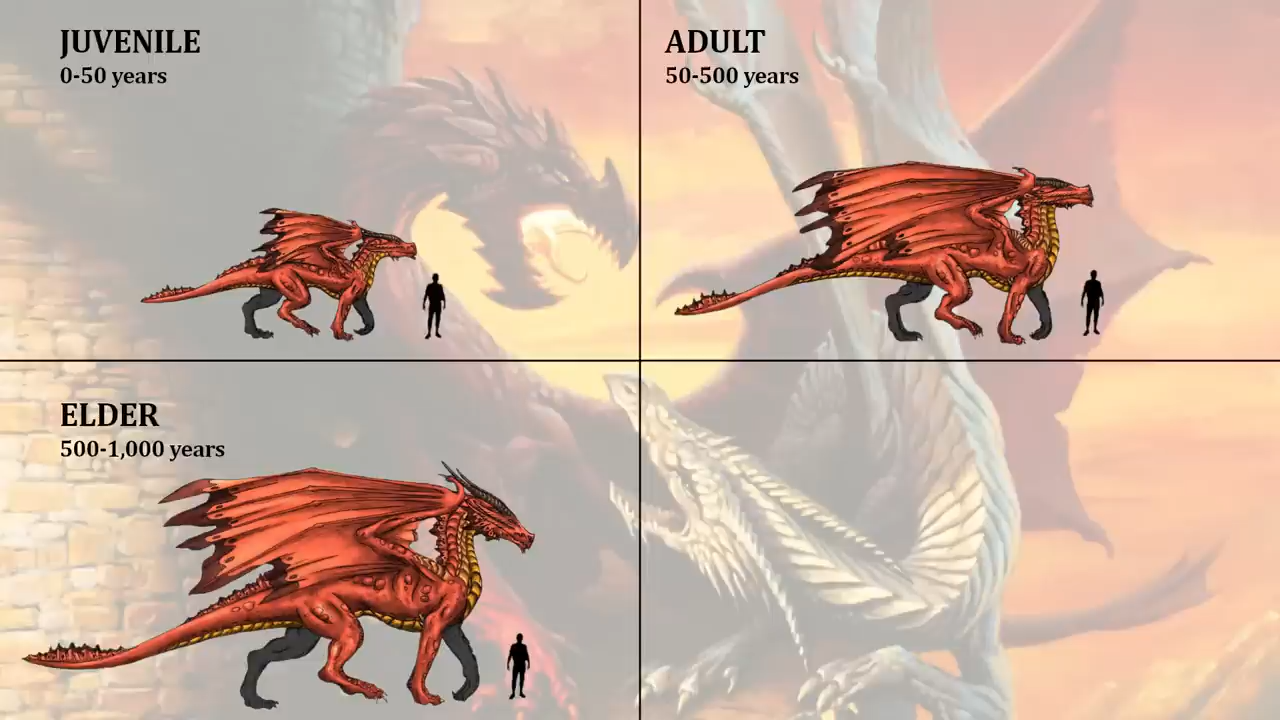 JUVENILE
0-50 years
ADULT
50-500 years
ELDER
500-1,000 years